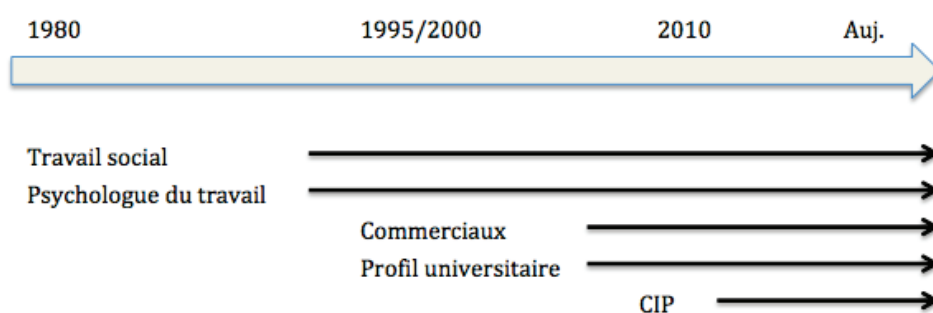 1980 1995/2000 2010 Auj.
Travail social
Psychologue du travail
Commerciaux
Profil universitaire
CIP